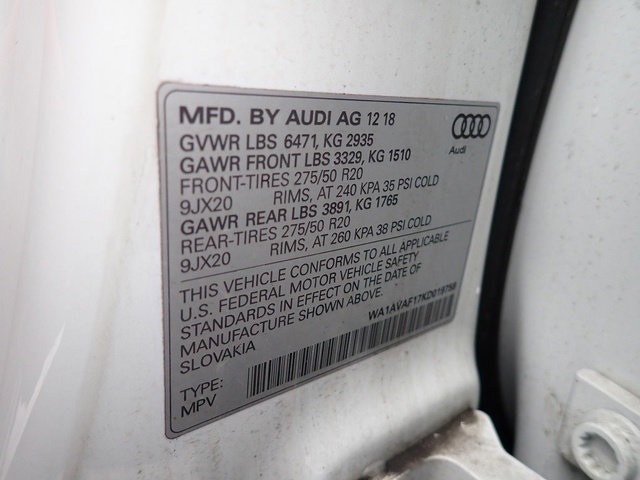 MFD. BY AUDI AG 12 18
GVWR LBS 6471, KG 2935
GAWR FRONT LBS 3329, KG 1510
FRONT-TIRES 275/50 R20
9JX20 RIMS, AT 240 KPA 35 PSI COLD
GAWR REAR LBS 3891, KG 1765
REAR-TIRES 275/50 R20
9JX20 RIMS, AT 260 KPA 38 PSI COLD
THIS VEHICLE CONFORMS TO ALL APPLICABLE
U.S. FEDERAL MOTOR VEHICLE SAFETY
STANDARDS IN EFFECT ON THE DATE OF
MANUFACTURE SHOWN ABOVE.
SLOVAKIA
WA1AVAF17KD019798
TYPE:
MPV
Audi